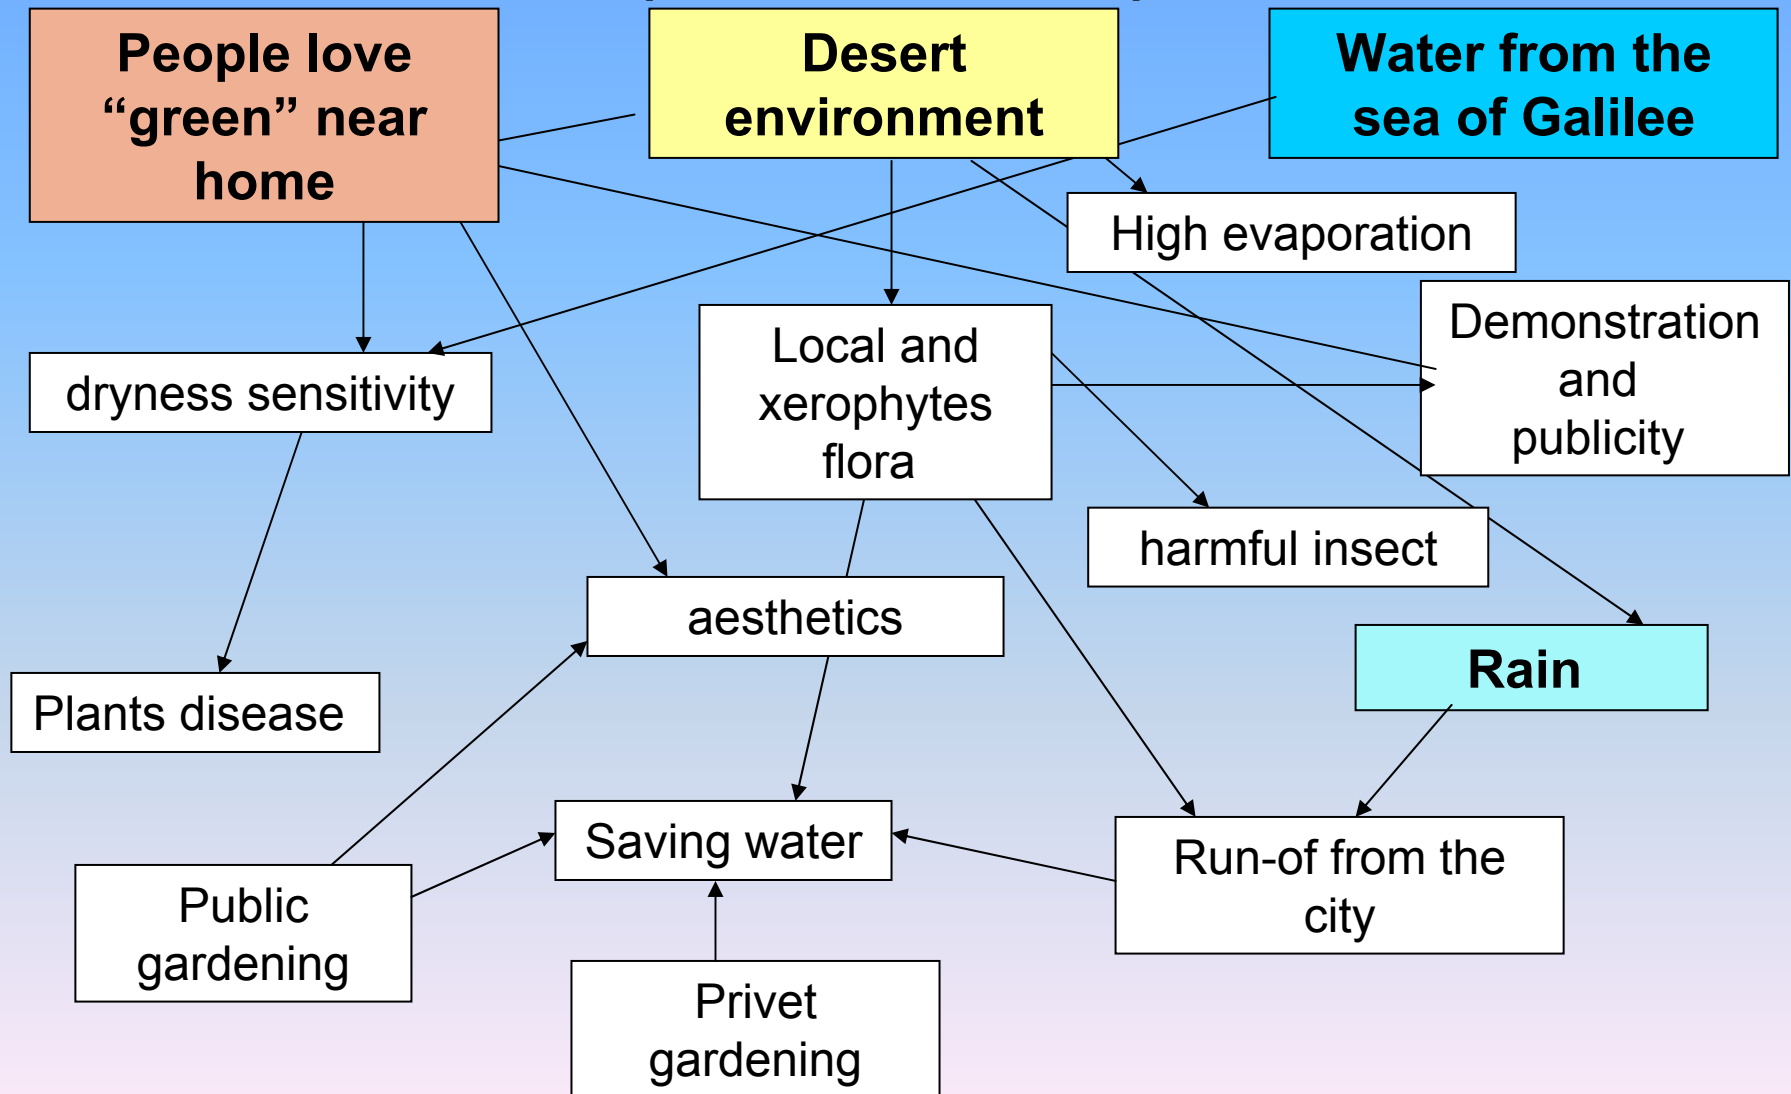 People love
“green” near
home
Desert
environment
Water from the
sea of Galilee
High evaporation
Demonstration
and
publicity
Local and
xerophytes
flora
dryness sensitivity
harmful insect
aesthetics
Rain
Plants disease
Saving water
Run-of from the
city
Public
gardening
Privet
gardening